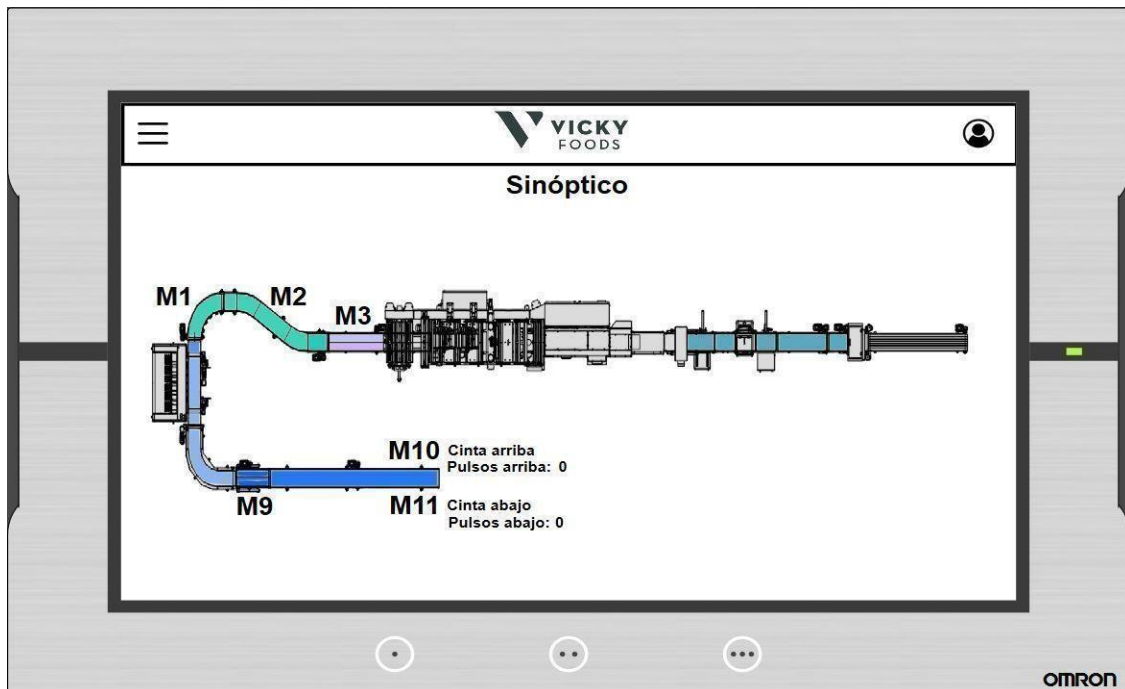 VICKY
FOODS
Sinóptico
M1
M2
M3
M10 Cinta arriba
Pulsos arriba: 0
M9
M11 Cinta abajo
Pulsos abajo: 0
OMRON